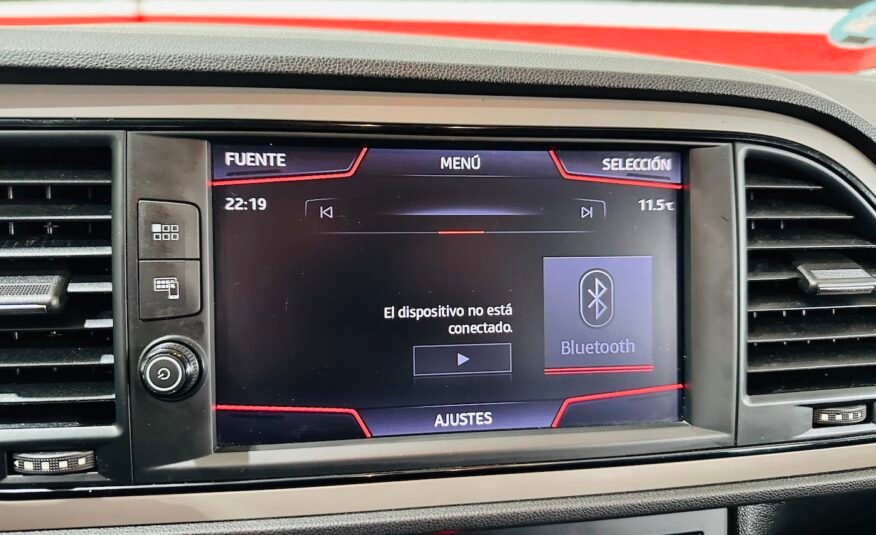 FUENTE
MENÚ
SELECCIÓN
22:19
11.5℃
El dispositivo no está
conectado.
Bluetooth
AJUSTES